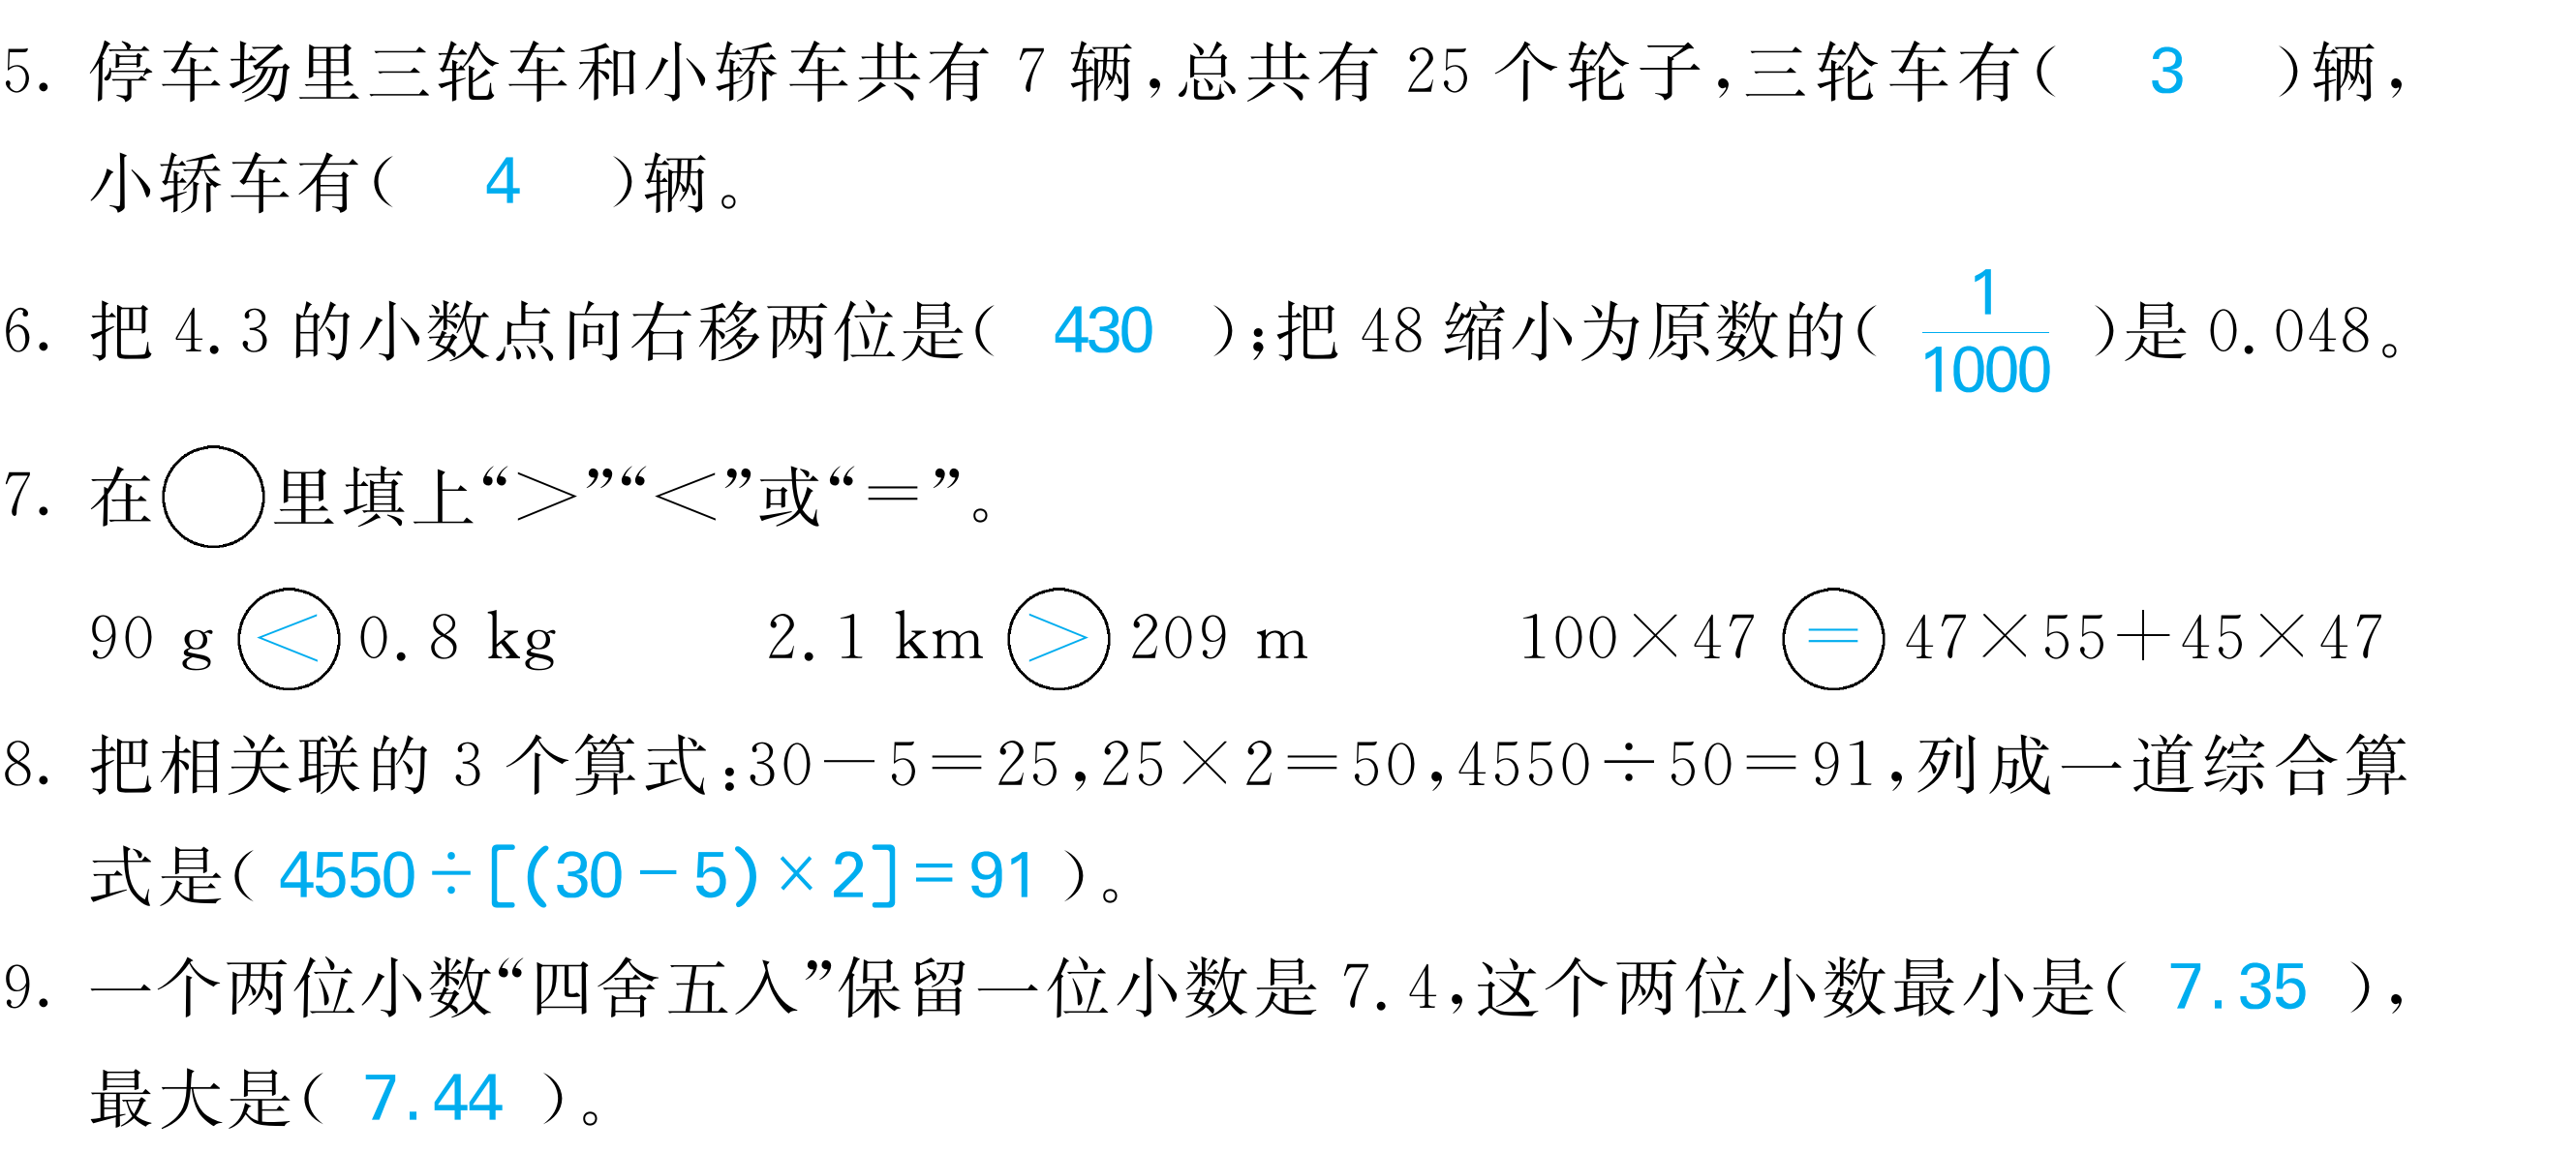 5. 停车场里三轮车和小轿车共有 7 辆,总共有 25 个轮子,三轮车有( 3 )辆,
小轿车有( 4 )辆。
6. 把 4.3 的小数点向右移两位是( 430 );把 48 缩小为原数的( 1/1000 )是 0.048。
7. 在○里填上“>”“<”或“=”。
90 g < 0.8 kg 2.1 km > 209 m 100×47 = 47×55+45×47
8. 把相关联的 3 个算式:30-5=25,25×2=50,4550÷50=91,列成一道综合算
式是( 4550÷[(30-5)×2]=91 )。
9. 一个两位小数“四舍五入”保留一位小数是 7.4,这个两位小数最小是( 7.35 ),
最大是( 7.44 )。